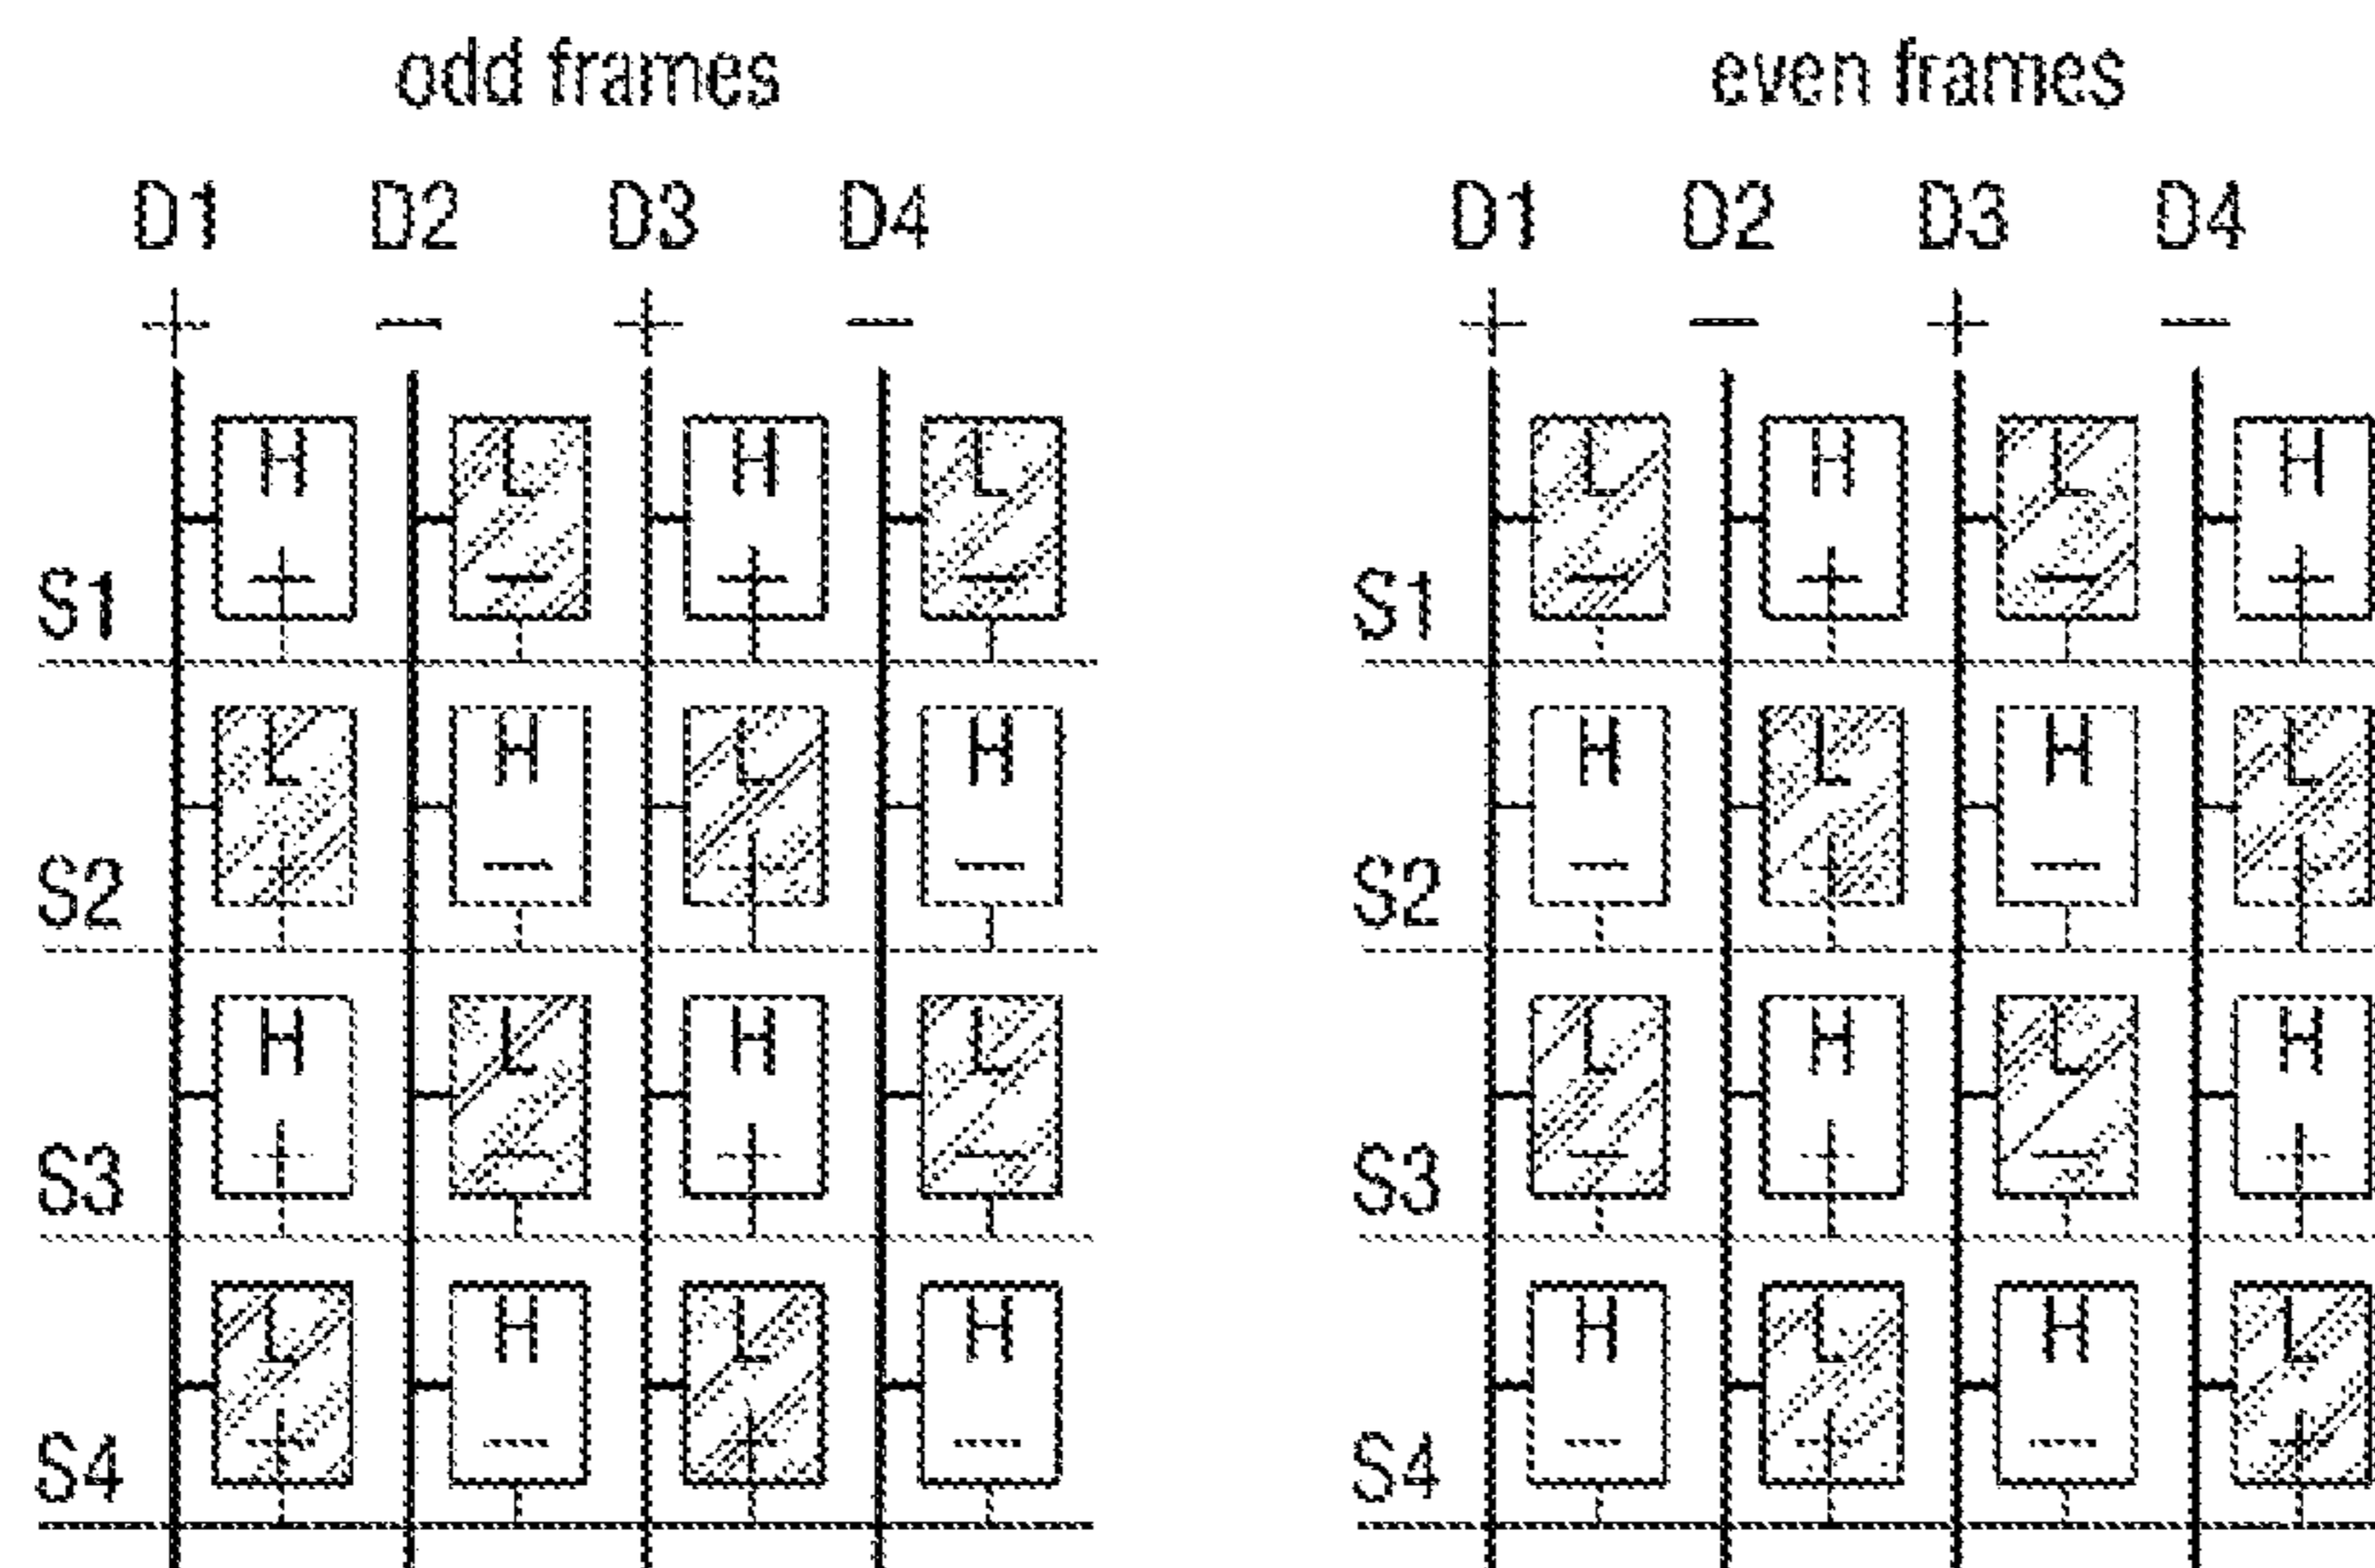 odd frames even frames
D1 D2 D3 D4 D1 D2 D3 D4
+ − + − + − + −
H L H L L H L H
+ − + − − + − +
S1 S1
L H L H H L H L
+ − + − − + − +
S2 S2
H L H L L H L H
+ − + − − + − +
S3 S3
L H L H H L H L
+ − + − − + − +
S4 S4